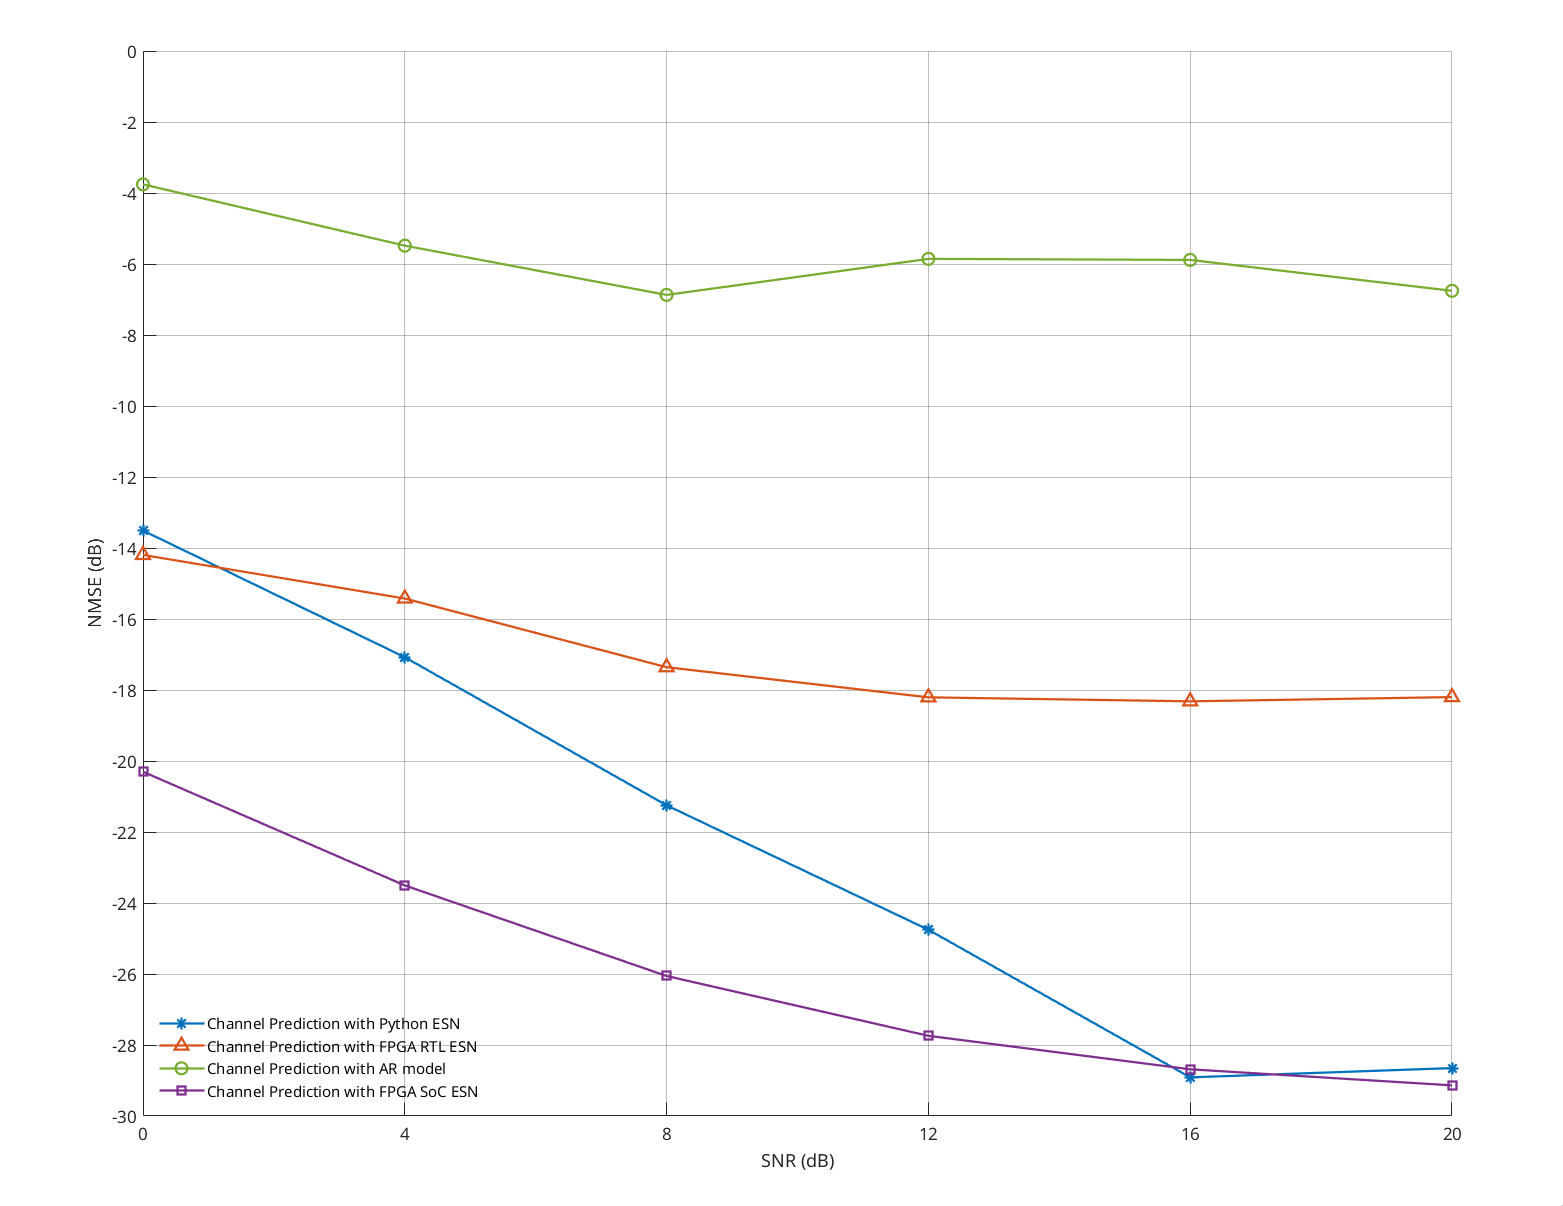 0
-2
-4
-6
-8
-10
-12
-14
-16
-18
-20
-22
-24
-26
-28
-30
NMSE (dB)
Channel Prediction with Python ESN
Channel Prediction with FPGA RTL ESN
Channel Prediction with AR model
Channel Prediction with FPGA SoC ESN
0 4 8 12 16 20
SNR (dB)